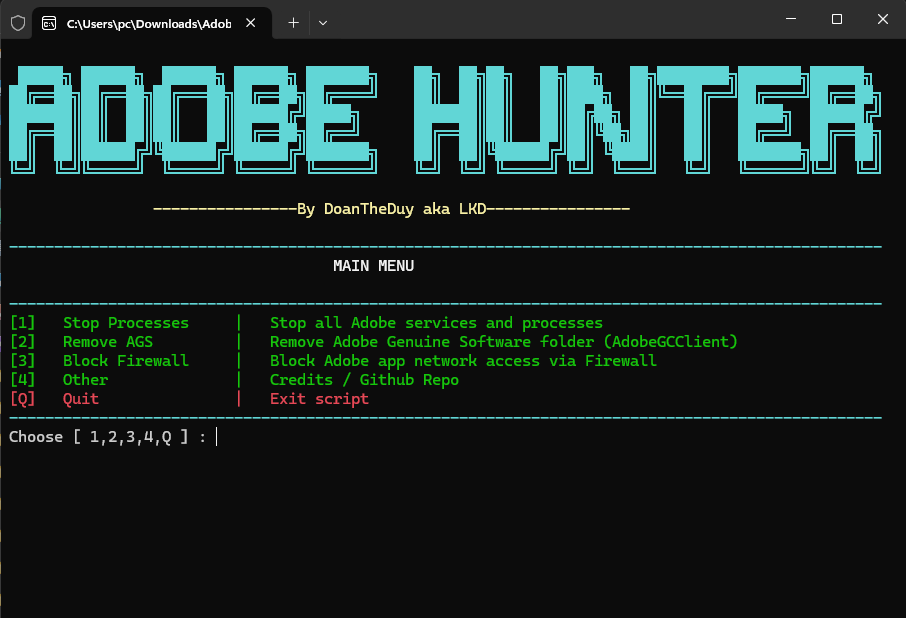 C:\Users\pc\Downloads\Adob
ADOBE HUNTER
----------------By DoanTheDuy aka LKD----------------
MAIN MENU
[1] Stop Processes | Stop all Adobe services and processes
[2] Remove AGS | Remove Adobe Genuine Software folder (AdobeGCClient)
[3] Block Firewall | Block Adobe app network access via Firewall
[4] Other | Credits / Github Repo
[Q] Quit | Exit script
Choose [ 1,2,3,4,Q ] :